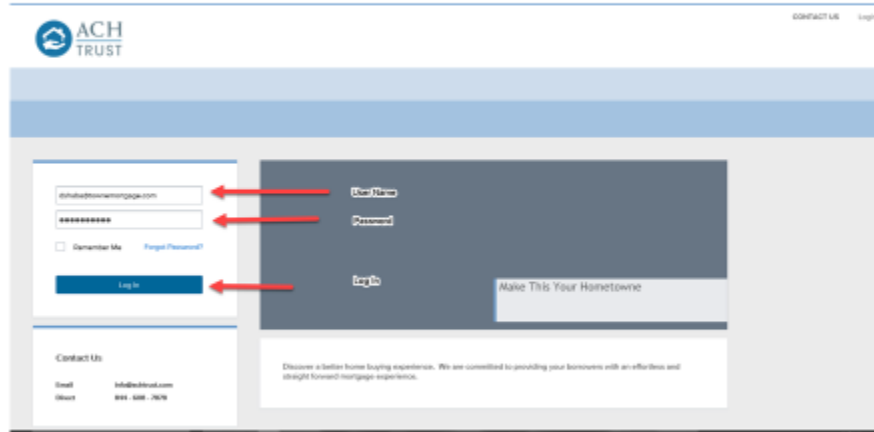 CONTACT US
ACH
TRUST
User Name
Password
Remember Me Forgot Password?
Log In
Log In
Make This Your Hometowne
Contact Us
Email info@achtrust.com
Direct
Discover a better home buying experience. We are committed to providing your borrowers with an effortless and
straight forward mortgage experience.